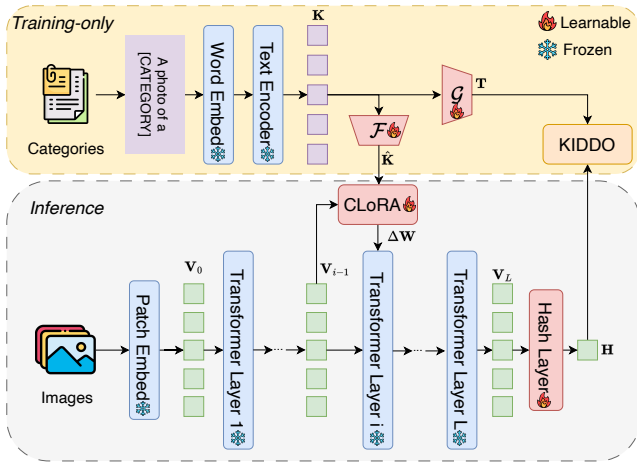 Training-only
K
Learnable
Frozen
A photo of a
[CATEGORY]
Word Embed
Text Encoder
Categories
F
G
T
KIDDO
K̂
Inference
CLoRA
ΔW
V₀
Vᵢ₋₁
V_L
Patch Embed
Transformer Layer 1
...
Transformer Layer i
...
Transformer Layer L
Hash Layer
H
Images